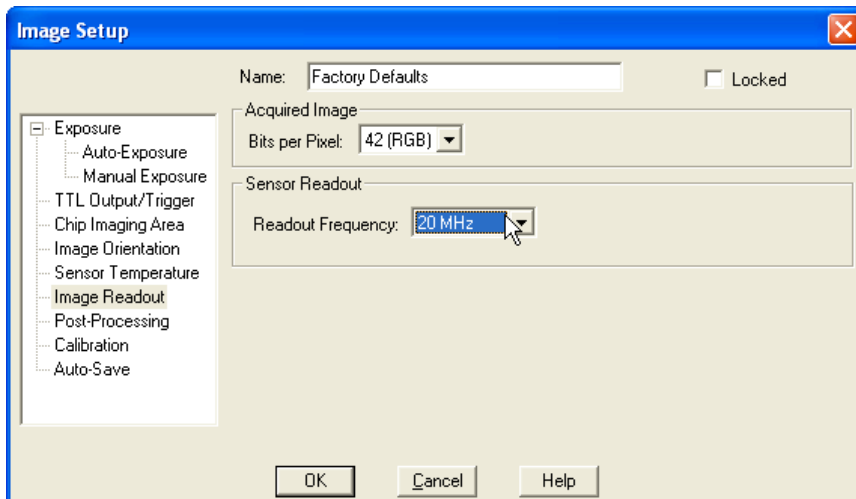 Image Setup
Name: Factory Defaults Locked
Exposure
Auto-Exposure
Manual Exposure
TTL Output/Trigger
Chip Imaging Area
Image Orientation
Sensor Temperature
Image Readout
Post-Processing
Calibration
Auto-Save
Acquired Image
Bits per Pixel: 42 (RGB)
Sensor Readout
Readout Frequency: 20 MHz
OK Cancel Help